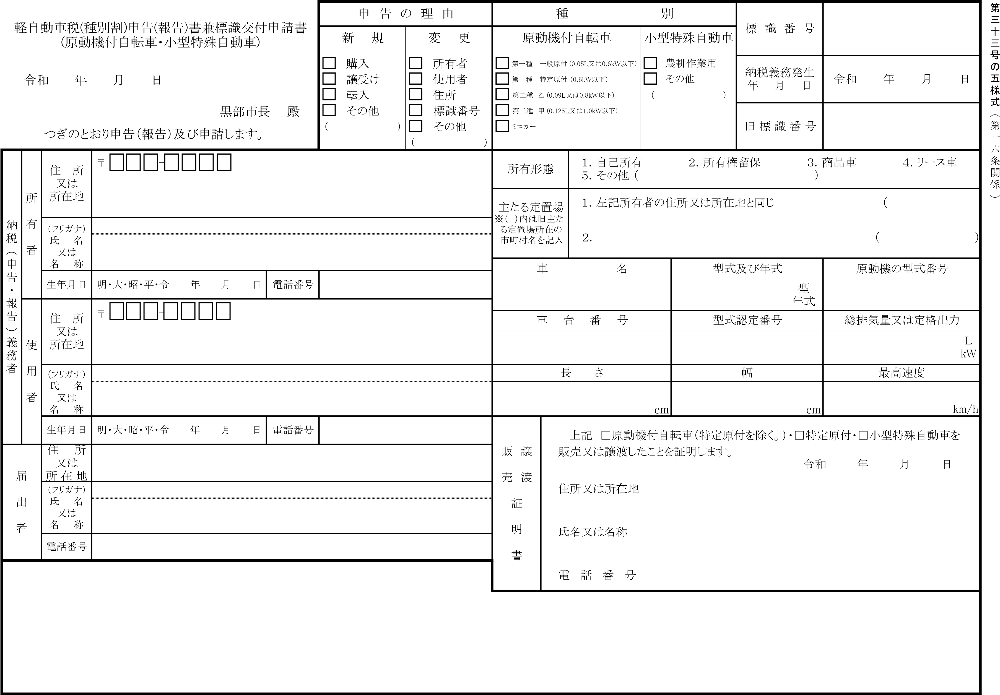 軽自動車税(種別割)申告(報告)書兼標識交付申請書
(原動機付自転車・小型特殊自動車)
令和 年 月 日
黒部市長 殿
つぎのとおり申告(報告)及び申請します。
申告の理由
新規
変更
□ 購入
□ 譲受け
□ 転入
□ その他
( )
□ 所有者
□ 使用者
□ 住所
□ 標識番号
□ その他
( )
種別
原動機付自転車
小型特殊自動車
□ 第一種 一般原付(0.05L又は0.6kW以下)
□ 第一種 特定原付(0.6kW以下)
□ 第二種 乙(0.09L又は0.8kW以下)
□ 第二種 甲(0.125L又は1.0kW以下)
□ ミニカー
□ 農耕作業用
□ その他
( )
標識番号
納税義務発生
年 月 日
令和 年 月 日
旧標識番号
第三十三号の五様式(第十六条関係)
納税(申告・報告)義務者
所有者
住 所
又は
所在地
〒□□□-□□□□
(フリガナ)
氏 名
又は
名 称
生年月日
明・大・昭・平・令 年 月 日
電話番号
使用者
住 所
又は
所在地
〒□□□-□□□□
(フリガナ)
氏 名
又は
名 称
生年月日
明・大・昭・平・令 年 月 日
電話番号
届出者
住 所
又は
所在地
(フリガナ)
氏 名
又は
名 称
電話番号
所有形態
1. 自己所有 2. 所有権留保 3. 商品車 4. リース車
5. その他 ( )
主たる定置場
※( )内は旧主た
る定置場所在の
市町村名を記入
1. 左記所有者の住所又は所在地と同じ (
2. ( )
車名
型式及び年式
原動機の型式番号
型
年式
車台番号
型式認定番号
総排気量又は定格出力
L
kW
長さ
幅
最高速度
cm
cm
km/h
販売
譲渡
証明書
上記 □原動機付自転車(特定原付を除く。)・□特定原付・□小型特殊自動車を
販売又は譲渡したことを証明します。
令和 年 月 日
住所又は所在地
氏名又は名称
電話番号